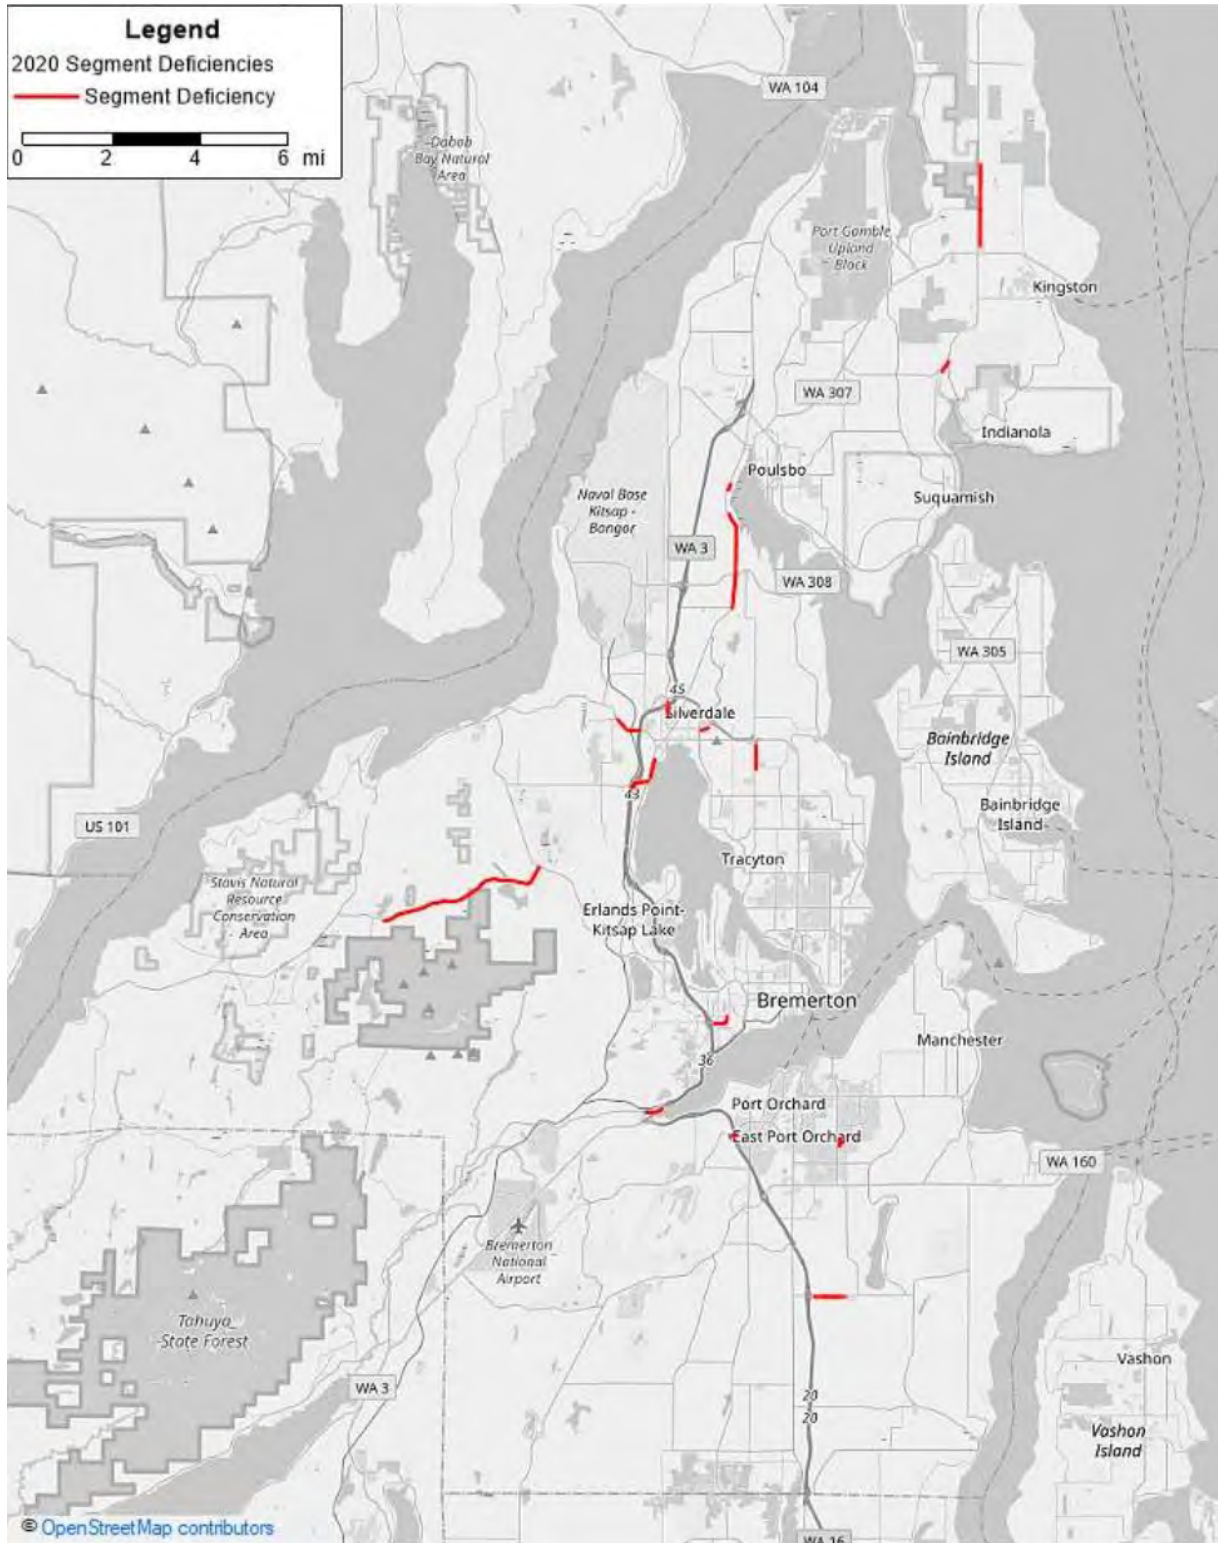 Legend
2020 Segment Deficiencies
Segment Deficiency
0 2 4 6 mi
WA 104
Dabob
Bay Natural
Area
Port Gamble
Upland
Block
Kingston
WA 307
Indianola
Poulsbo
Naval Base
Kitsap -
Bangor
Suquamish
WA 3
WA 308
WA 305
45
Silverdale
Bainbridge
Island
43
Bainbridge
Island
US 101
Tracyton
Stavis Natural
Resource
Conservation
Area
Erlands Point-
Kitsap Lake
Bremerton
Manchester
36
Port Orchard
East Port Orchard
WA 160
Bremerton
National
Airport
Tahuya
State Forest
Vashon
WA 3
20
20
Vashon
Island
© OpenStreetMap contributors
WA 16